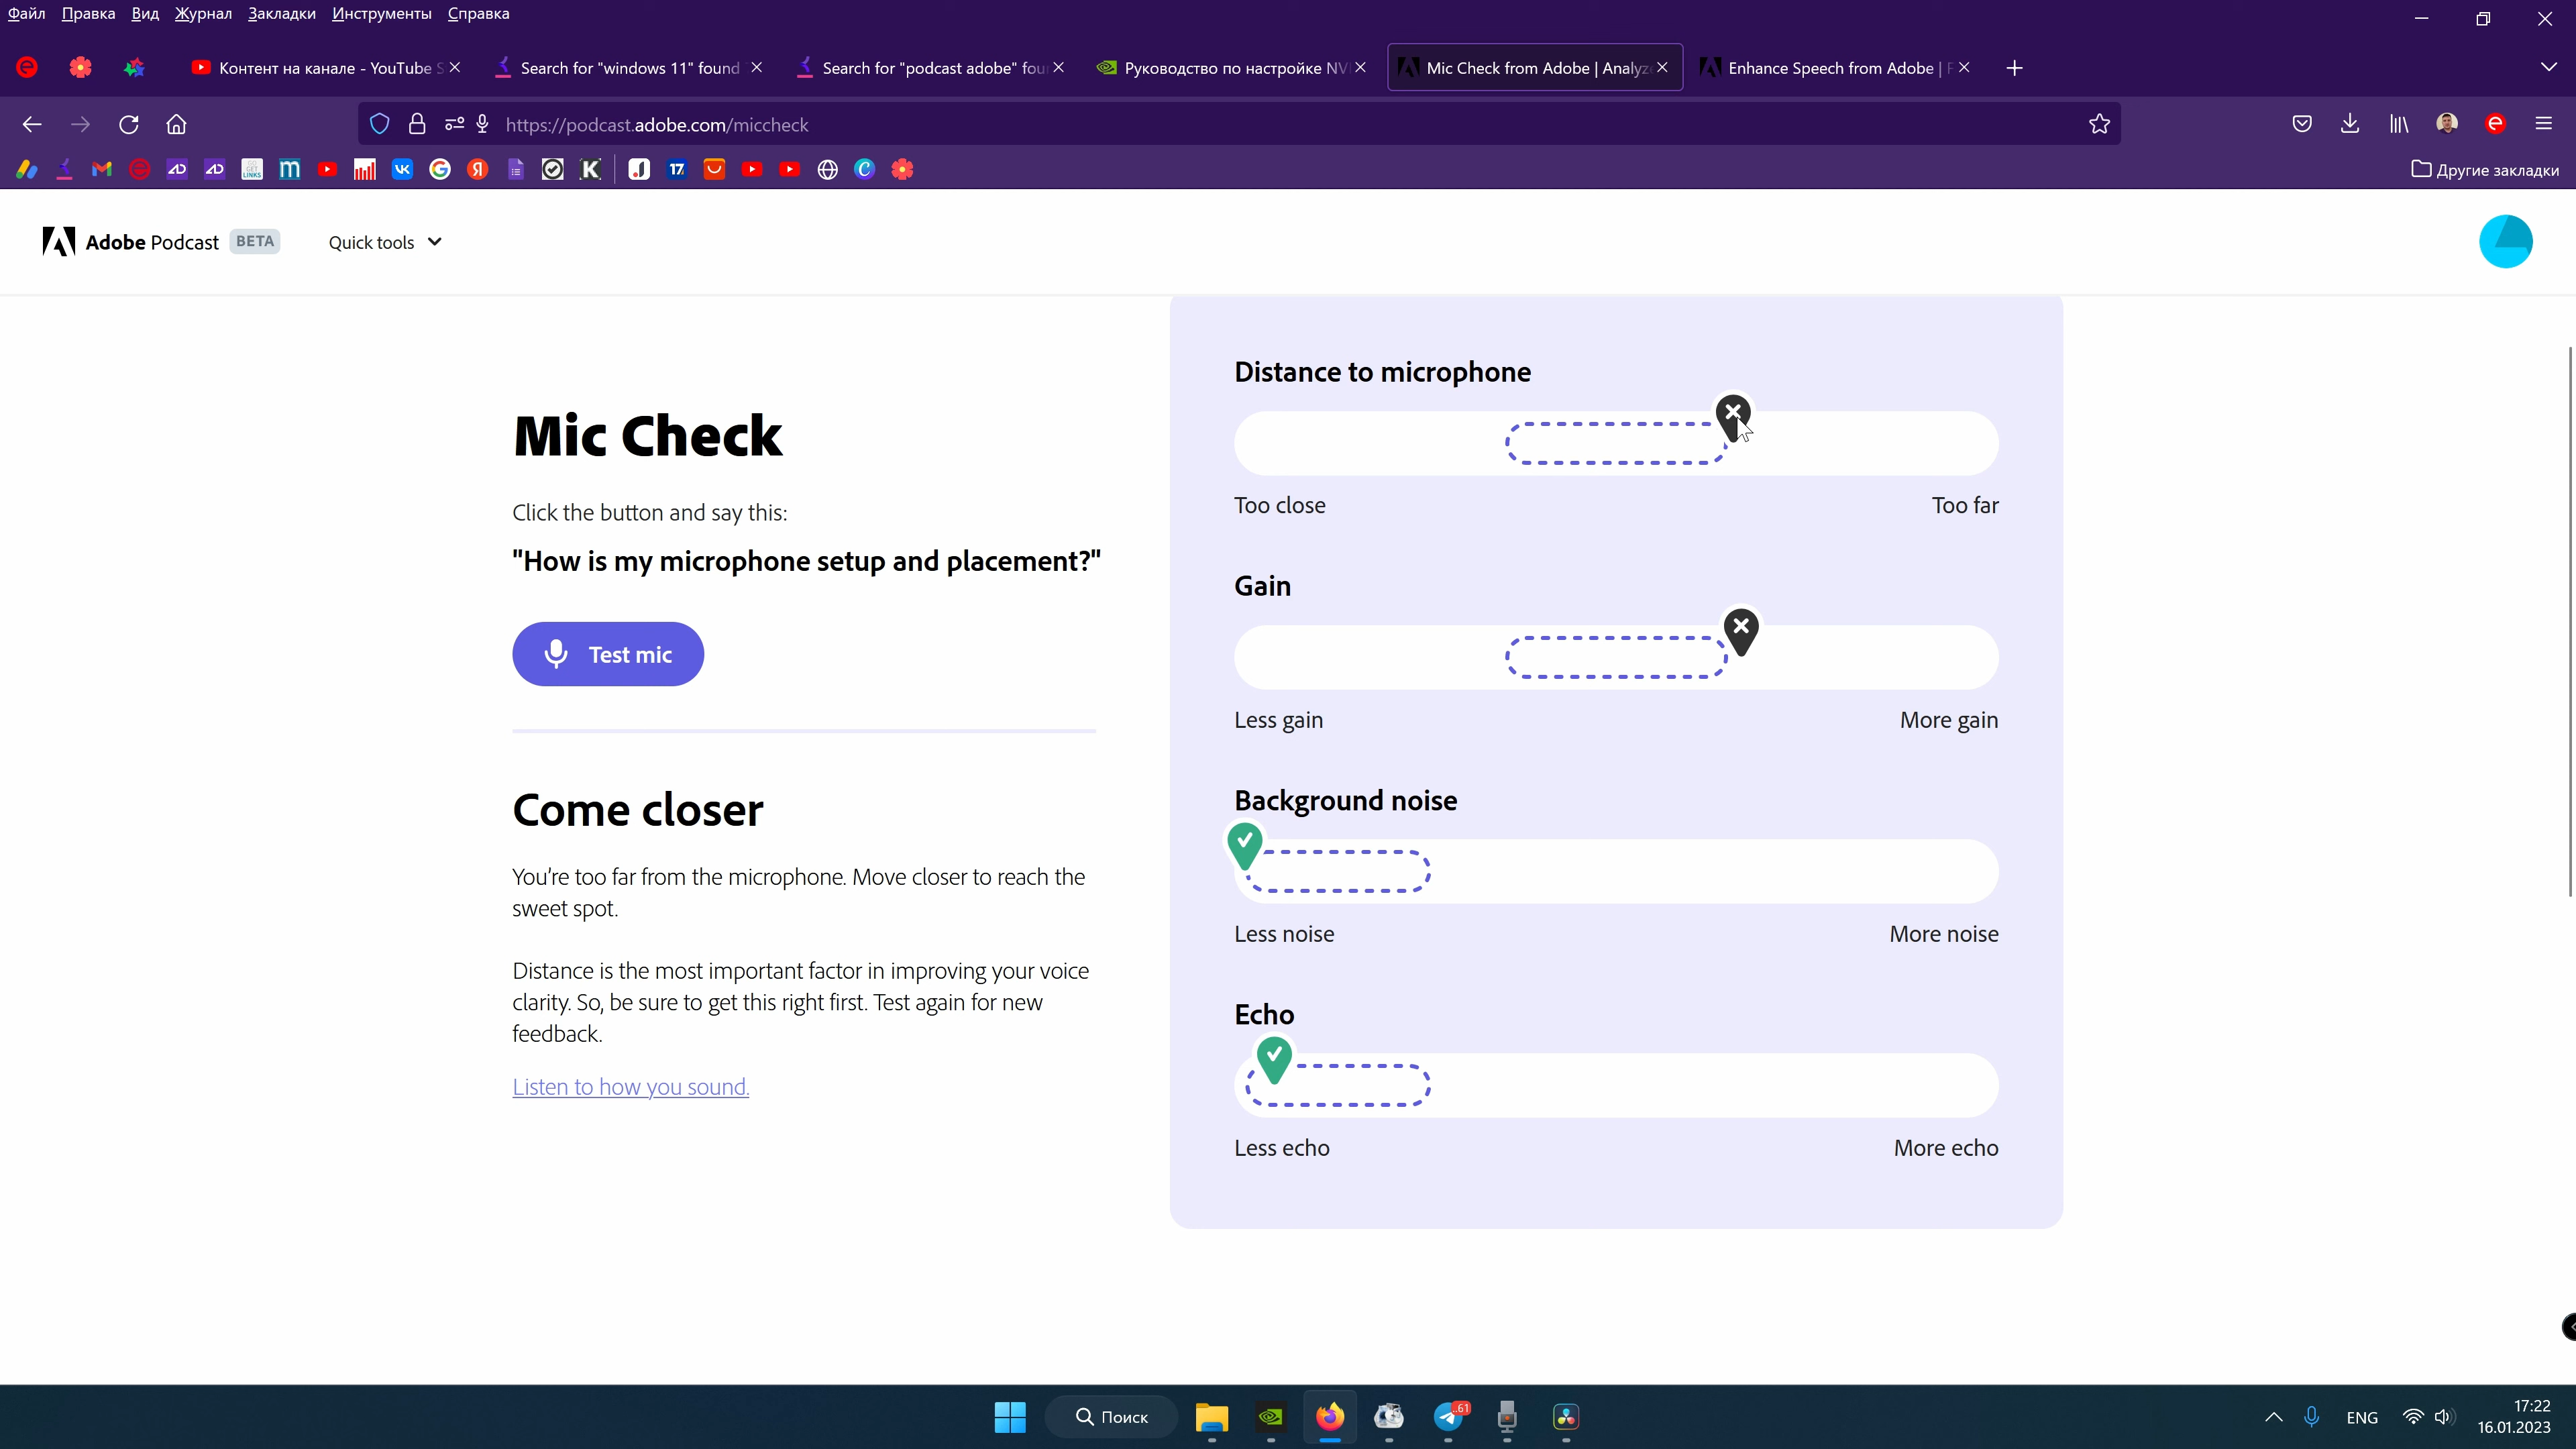 Файл Правка Вид Журнал Закладки Инструменты Справка
Контент на канале - YouTube S
Search for "windows 11" found
Search for "podcast adobe" fou
Руководство по настройке NV
Mic Check from Adobe | Analyz
Enhance Speech from Adobe |
https://podcast.adobe.com/miccheck
Другие закладки
Adobe Podcast BETA
Quick tools
Mic Check
Click the button and say this:
"How is my microphone setup and placement?"
Test mic
Come closer
You're too far from the microphone. Move closer to reach the
sweet spot.
Distance is the most important factor in improving your voice
clarity. So, be sure to get this right first. Test again for new
feedback.
Listen to how you sound.
Distance to microphone
Too close Too far
Gain
Less gain More gain
Background noise
Less noise More noise
Echo
Less echo More echo
Поиск
61
ENG
17:22
16.01.2023